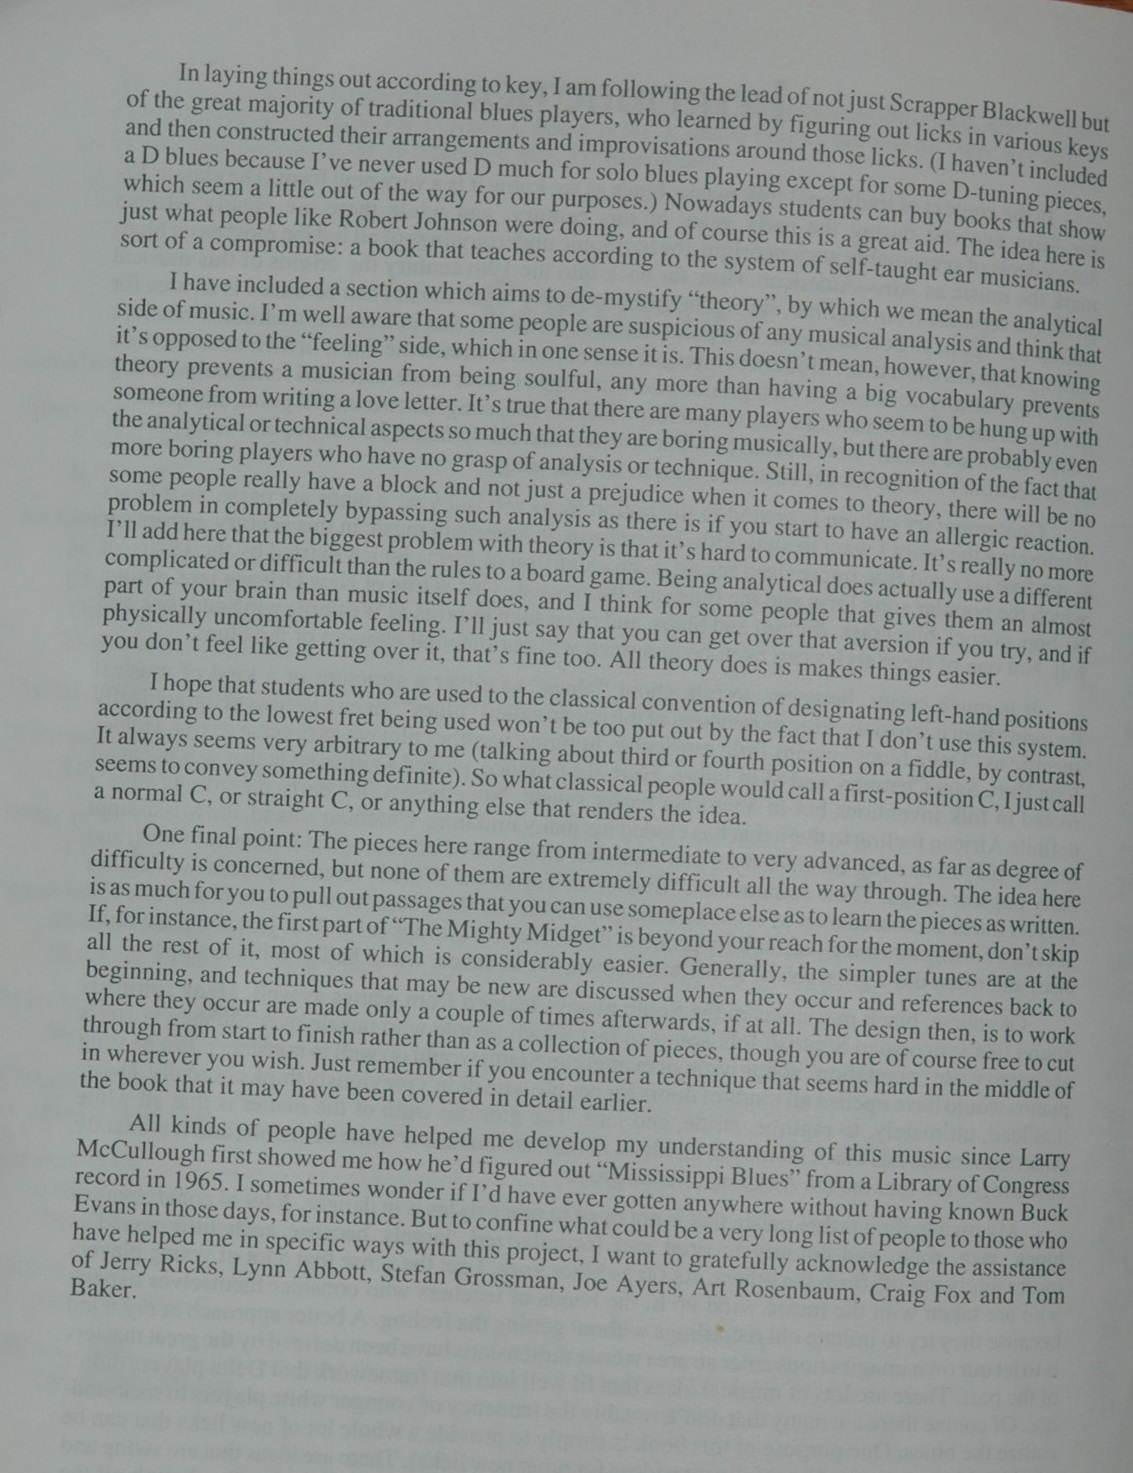 In laying things out according to key, I am following the lead of not just Scrapper Blackwell but
of the great majority of traditional blues players, who learned by figuring out licks in various keys
and then constructed their arrangements and improvisations around those licks. (I haven't included
a D blues because I've never used D much for solo blues playing except for some D-tuning pieces,
which seem a little out of the way for our purposes.) Nowadays students can buy books that show
just what people like Robert Johnson were doing, and of course this is a great aid. The idea here is
sort of a compromise: a book that teaches according to the system of self-taught ear musicians.
I have included a section which aims to de-mystify “theory”, by which we mean the analytical
side of music. I'm well aware that some people are suspicious of any musical analysis and think that
it's opposed to the “feeling” side, which in one sense it is. This doesn't mean, however, that knowing
theory prevents a musician from being soulful, any more than having a big vocabulary prevents
someone from writing a love letter. It's true that there are many players who seem to be hung up with
the analytical or technical aspects so much that they are boring musically, but there are probably even
more boring players who have no grasp of analysis or technique. Still, in recognition of the fact that
some people really have a block and not just a prejudice when it comes to theory, there will be no
problem in completely bypassing such analysis as there is if you start to have an allergic reaction.
I'll add here that the biggest problem with theory is that it's hard to communicate. It's really no more
complicated or difficult than the rules to a board game. Being analytical does actually use a different
part of your brain than music itself does, and I think for some people that gives them an almost
physically uncomfortable feeling. I'll just say that you can get over that aversion if you try, and if
you don't feel like getting over it, that's fine too. All theory does is makes things easier.
I hope that students who are used to the classical convention of designating left-hand positions
according to the lowest fret being used won't be too put out by the fact that I don't use this system.
It always seems very arbitrary to me (talking about third or fourth position on a fiddle, by contrast,
seems to convey something definite). So what classical people would call a first-position C, I just call
a normal C, or straight C, or anything else that renders the idea.
One final point: The pieces here range from intermediate to very advanced, as far as degree of
difficulty is concerned, but none of them are extremely difficult all the way through. The idea here
is as much for you to pull out passages that you can use someplace else as to learn the pieces as written.
If, for instance, the first part of “The Mighty Midget” is beyond your reach for the moment, don't skip
all the rest of it, most of which is considerably easier. Generally, the simpler tunes are at the
beginning, and techniques that may be new are discussed when they occur and references back to
where they occur are made only a couple of times afterwards, if at all. The design then, is to work
through from start to finish rather than as a collection of pieces, though you are of course free to cut
in wherever you wish. Just remember if you encounter a technique that seems hard in the middle of
the book that it may have been covered in detail earlier.
All kinds of people have helped me develop my understanding of this music since Larry
McCullough first showed me how he'd figured out “Mississippi Blues” from a Library of Congress
record in 1965. I sometimes wonder if I'd have ever gotten anywhere without having known Buck
Evans in those days, for instance. But to confine what could be a very long list of people to those who
have helped me in specific ways with this project, I want to gratefully acknowledge the assistance
of Jerry Ricks, Lynn Abbott, Stefan Grossman, Joe Ayers, Art Rosenbaum, Craig Fox and Tom
Baker.